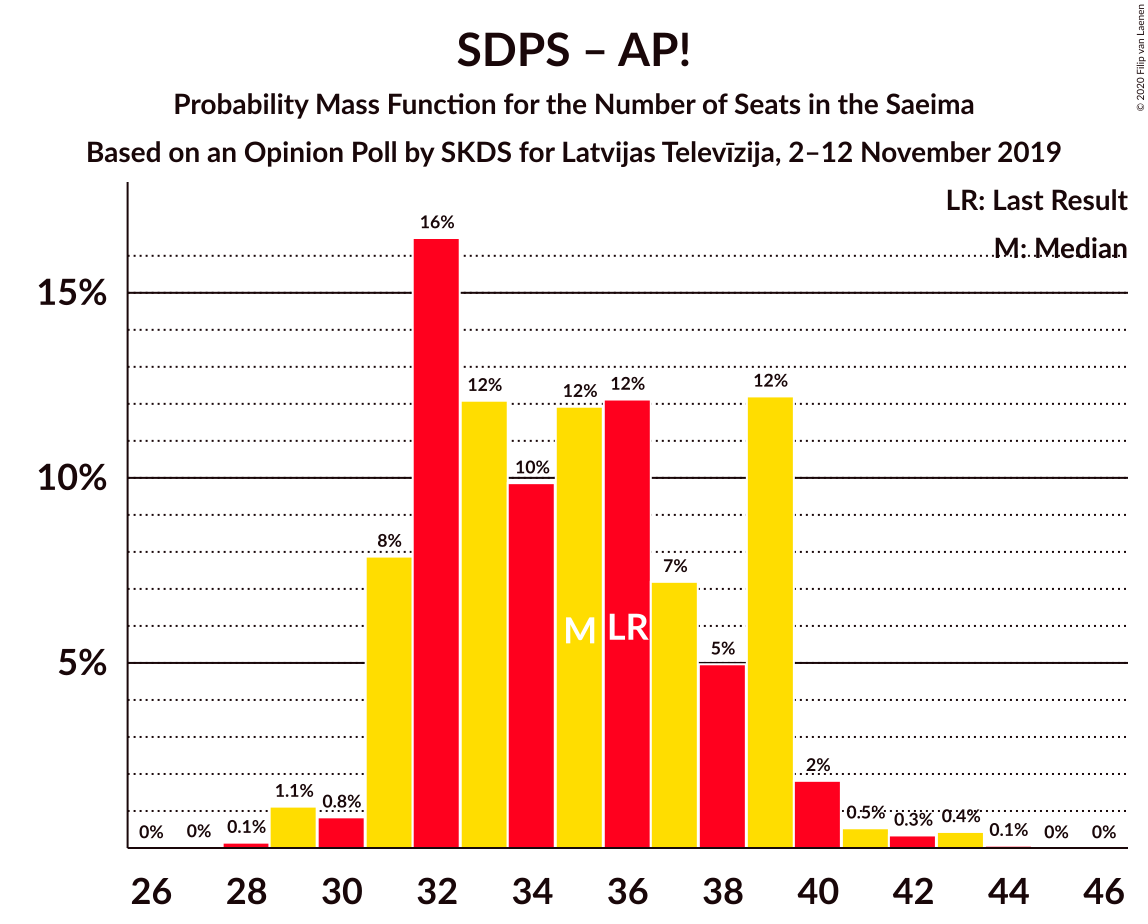 © 2020 Filip van Laenen
SDPS – AP!
Probability Mass Function for the Number of Seats in the Saeima
Based on an Opinion Poll by SKDS for Latvijas Televīzija, 2–12 November 2019
LR: Last Result
M: Median
15%
10%
5%
0%
0%
0.1%
1.1%
0.8%
8%
16%
12%
10%
12%
12%
7%
5%
12%
2%
0.5%
0.3%
0.4%
0.1%
0%
0%
M
LR
26 28 30 32 34 36 38 40 42 44 46